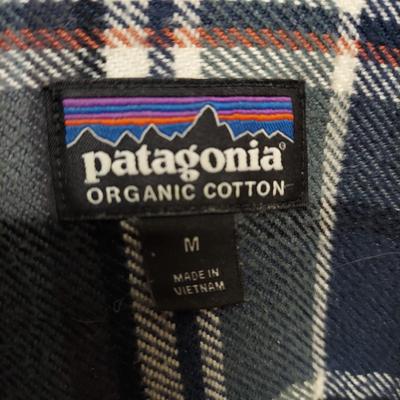 patagonia®
ORGANIC COTTON
M
MADE IN
VIETNAM